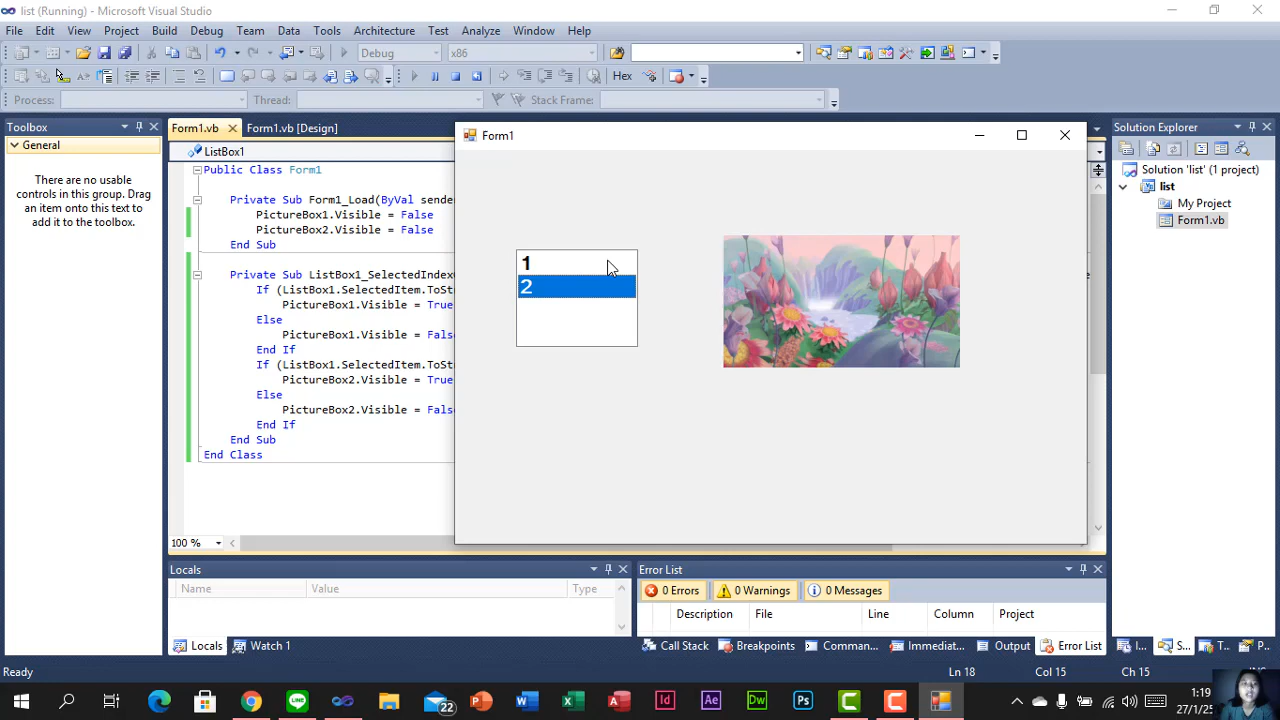 list (Running) - Microsoft Visual Studio
File Edit View Project Build Debug Team Data Tools Architecture Test Analyze Window Help
Debug x86
Hex
Process: Thread: Stack Frame:
Toolbox
General
There are no usable
controls in this group. Drag
an item onto this text to
add it to the toolbox.
Form1.vb Form1.vb [Design]
ListBox1
Public Class Form1
Private Sub Form1_Load(ByVal sende
PictureBox1.Visible = False
PictureBox2.Visible = False
End Sub
Private Sub ListBox1_SelectedIndex
If (ListBox1.SelectedItem.ToSt
PictureBox1.Visible = True
Else
PictureBox1.Visible = Fals
End If
If (ListBox1.SelectedItem.ToSt
PictureBox2.Visible = True
Else
PictureBox2.Visible = False
End If
End Sub
End Class
100 %
Form1
1
2
Solution Explorer
Solution 'list' (1 project)
list
My Project
Form1.vb
Locals
Name Value Type
Locals Watch 1
Error List
0 Errors 0 Warnings 0 Messages
Description File Line Column Project
Call Stack Breakpoints Comman... Immediat... Output Error List
I... S... T... P...
Ready Ln 18 Col 15 Ch 15
22
Id Ae Dw Ps
1:19
27/1/25